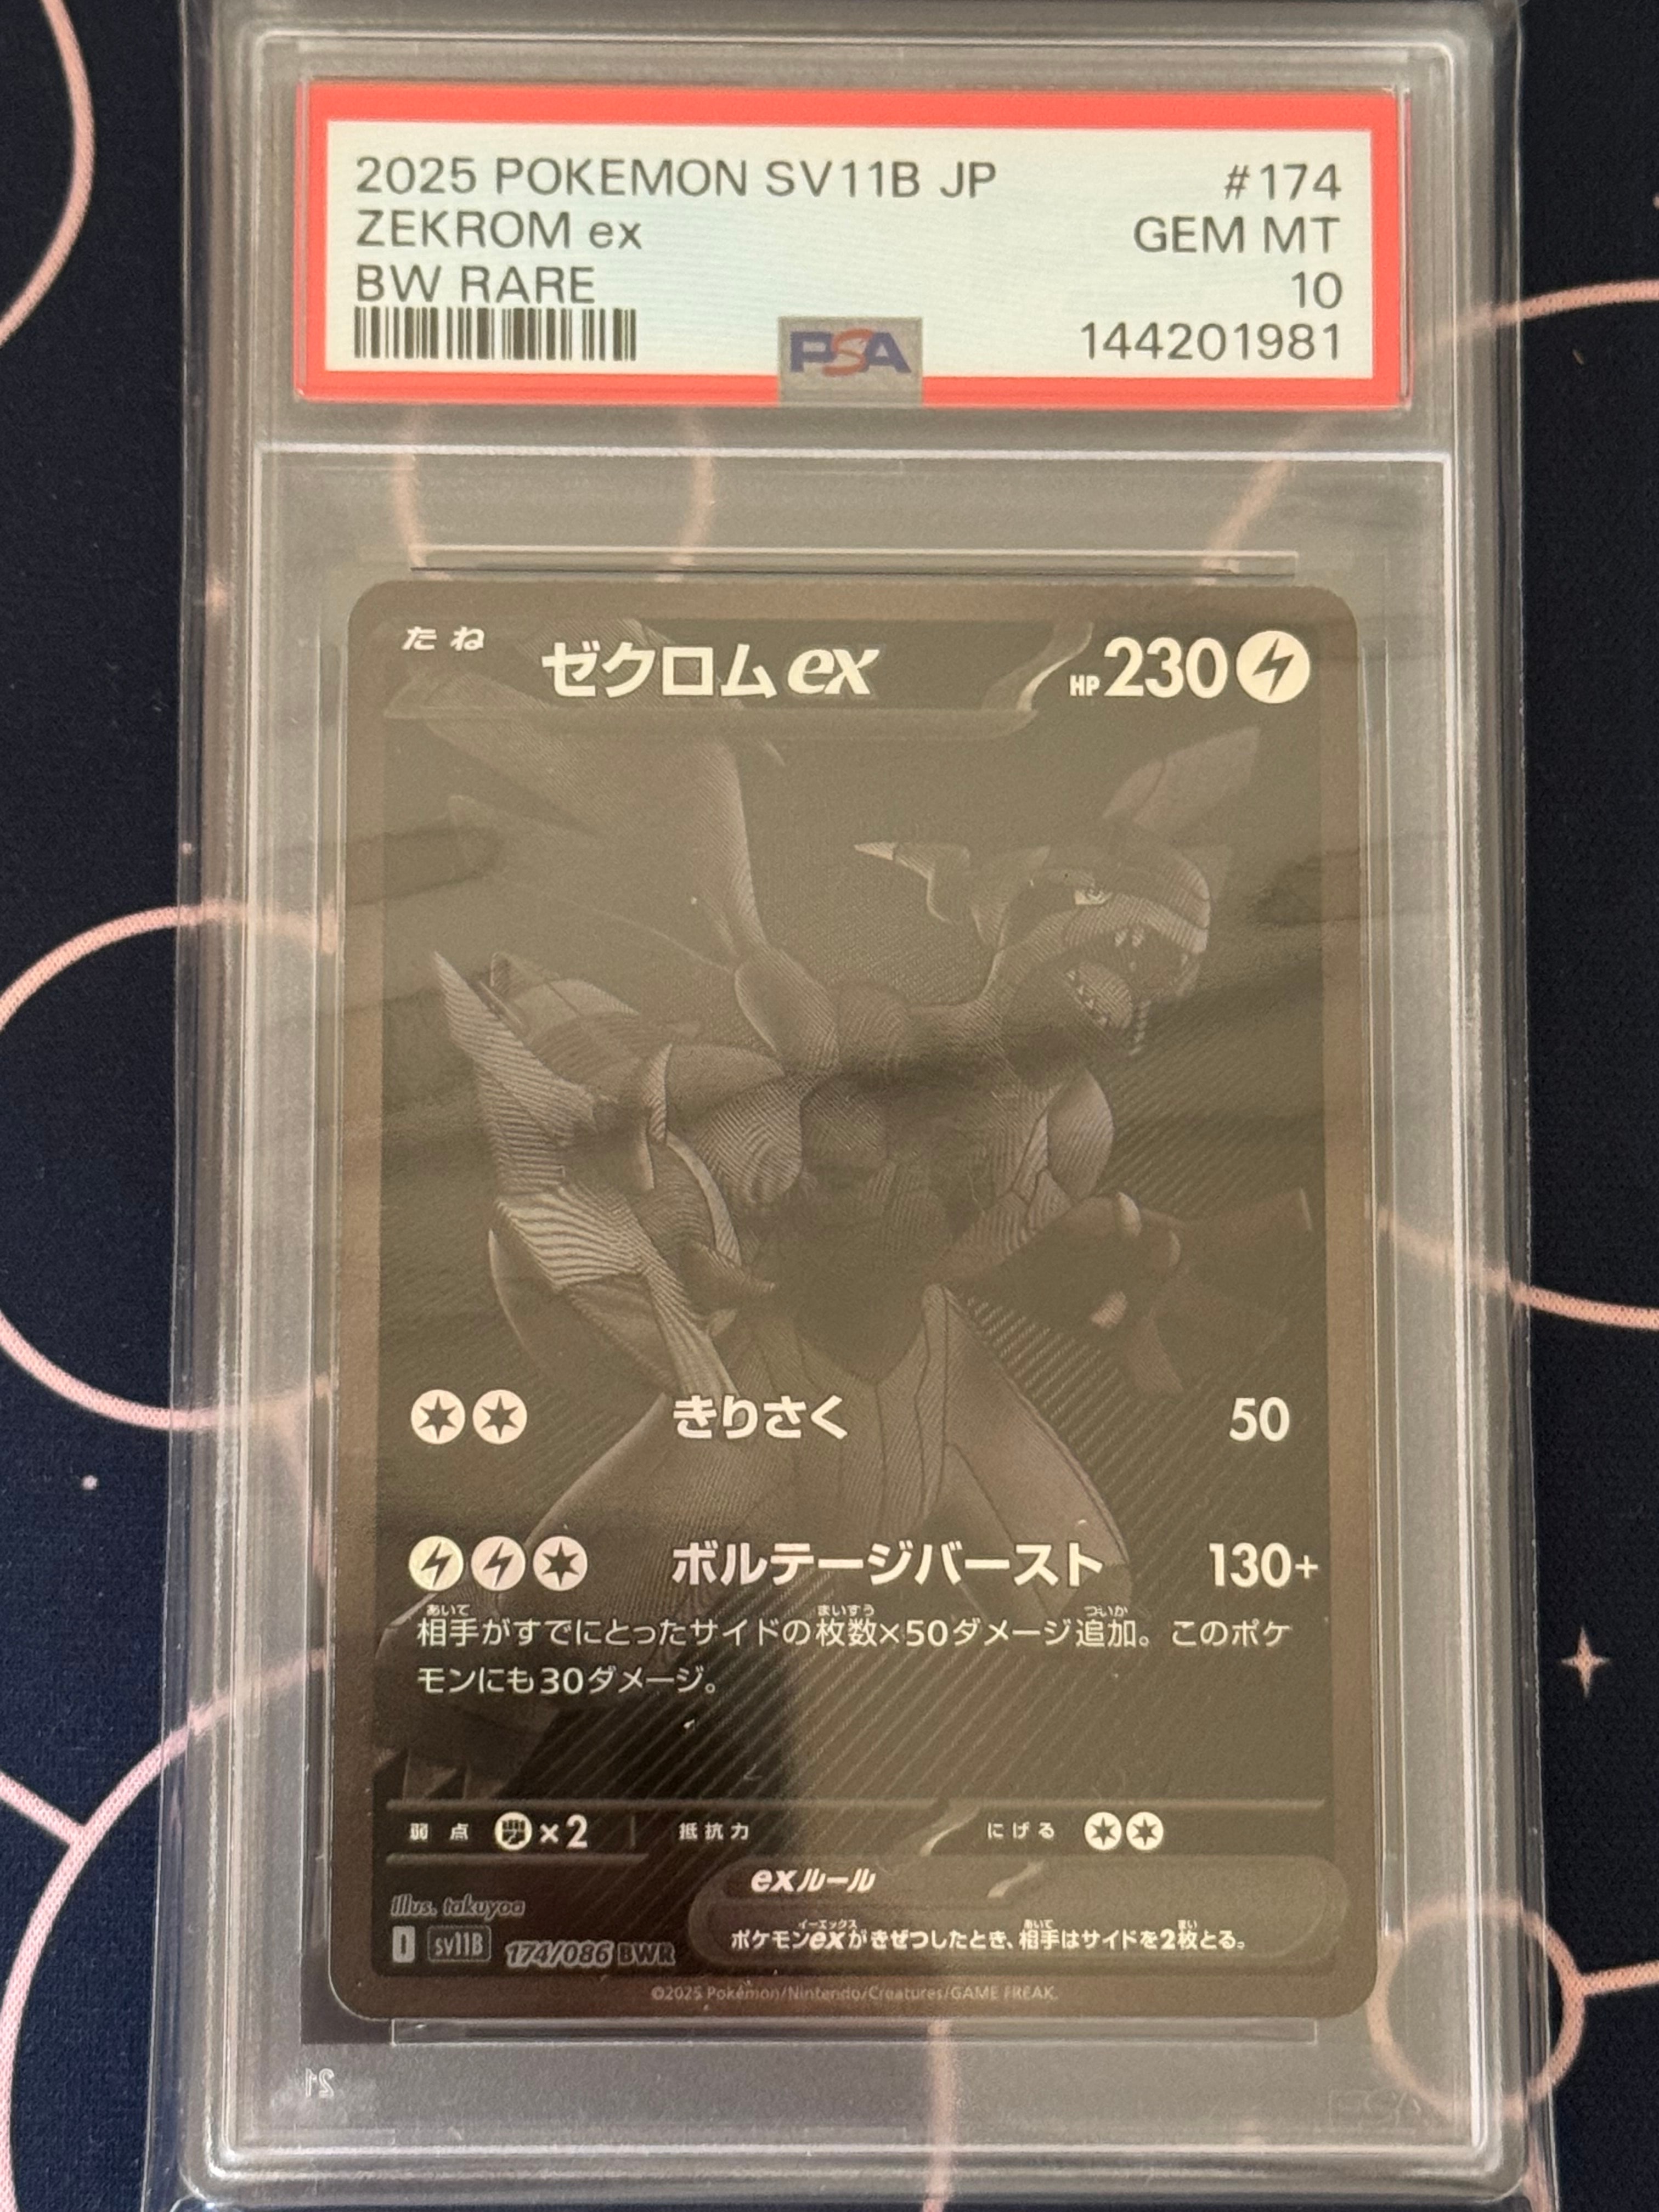 2025 POKEMON SV11B JP #174
ZEKROM ex GEM MT
BW RARE 10
PSA 144201981
たね ゼクロムex HP230
きりさく 50
ボルテージバースト 130+
相手がすでにとったサイドの枚数×50ダメージ追加。このポケ
モンにも30ダメージ。
弱点 ×2 抵抗力 にげる
exルール
ポケモンexがきぜつしたとき、相手はサイドを2枚とる。
Illus. takuyoa
I sv11B 174/086 BWR
©2025 Pokémon/Nintendo/Creatures/GAME FREAK.
21
PSA